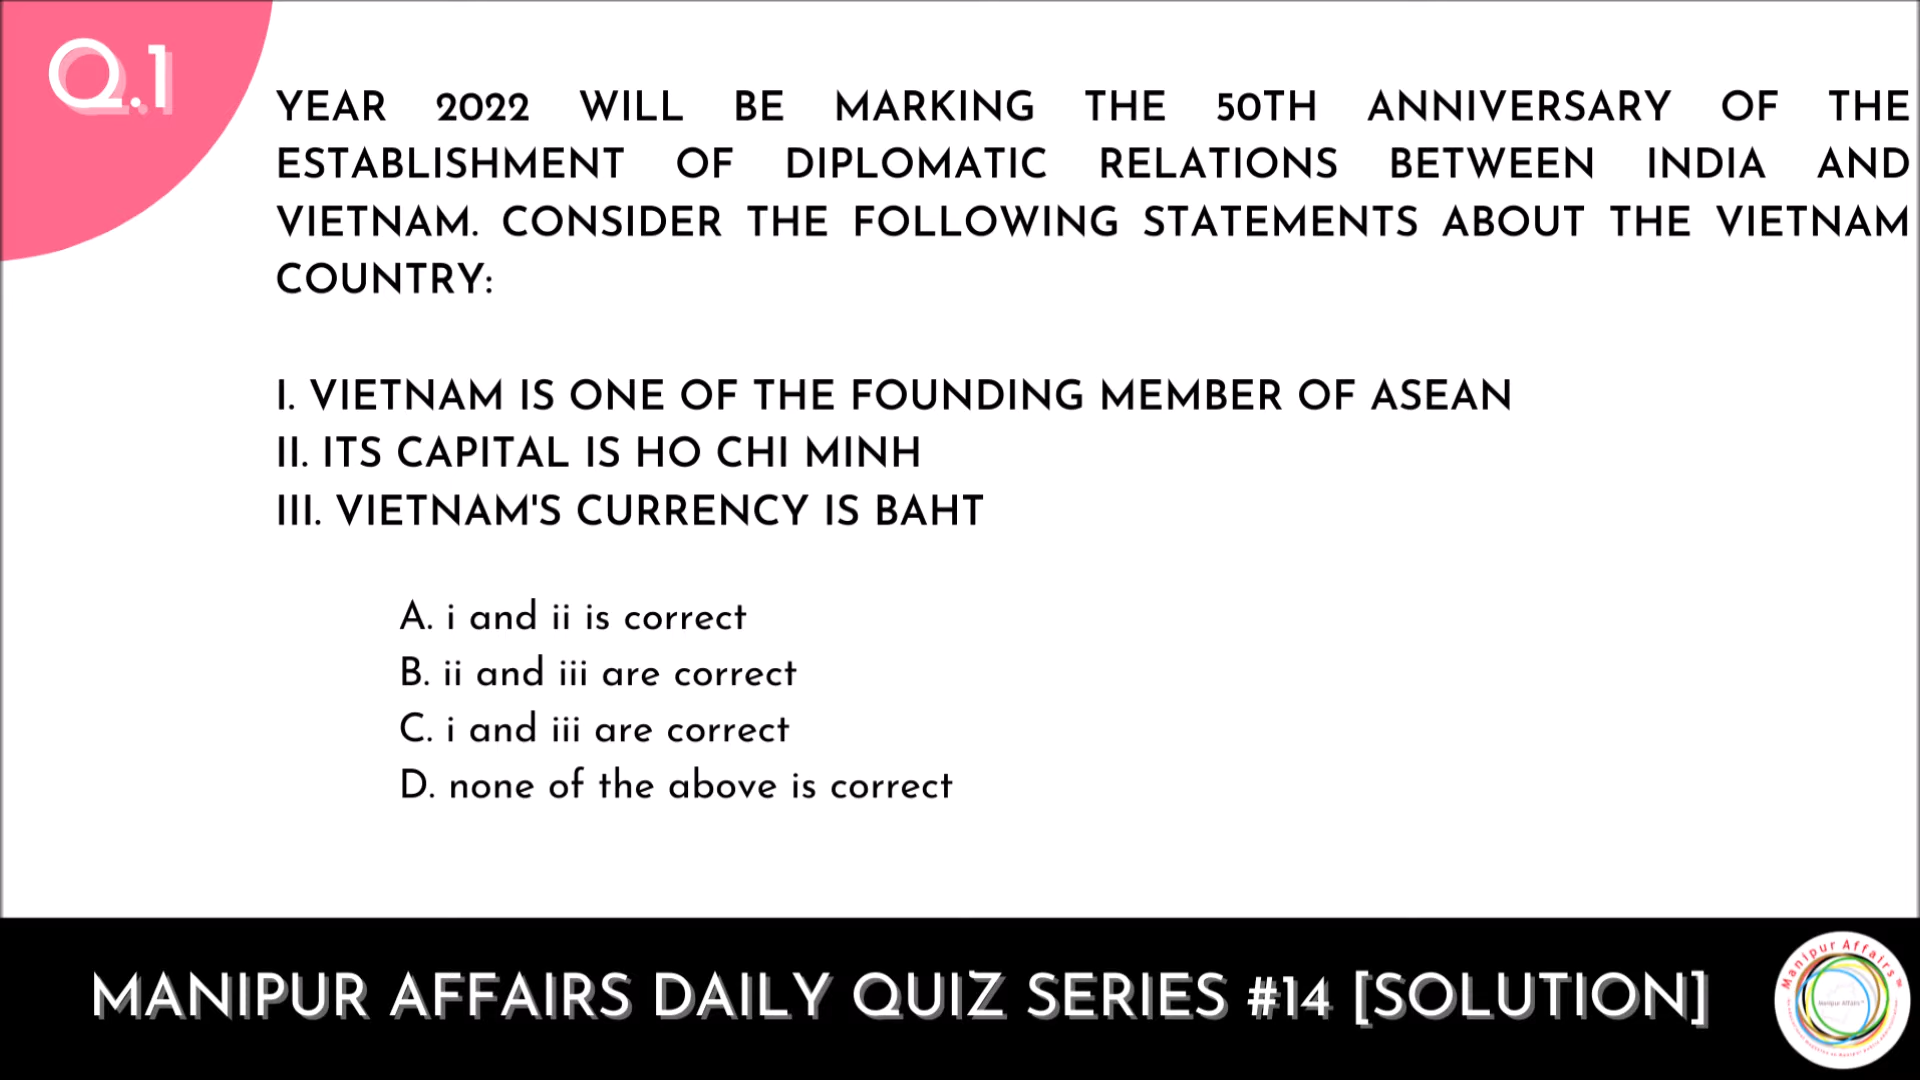 Q.1
YEAR 2022 WILL BE MARKING THE 50TH ANNIVERSARY OF THE
ESTABLISHMENT OF DIPLOMATIC RELATIONS BETWEEN INDIA AND
VIETNAM. CONSIDER THE FOLLOWING STATEMENTS ABOUT THE VIETNAM
COUNTRY:
I. VIETNAM IS ONE OF THE FOUNDING MEMBER OF ASEAN
II. ITS CAPITAL IS HO CHI MINH
III. VIETNAM'S CURRENCY IS BAHT
A. i and ii is correct
B. ii and iii are correct
C. i and iii are correct
D. none of the above is correct
MANIPUR AFFAIRS DAILY QUIZ SERIES #14 [SOLUTION]
Manipur Affairs
Manipur Affairs